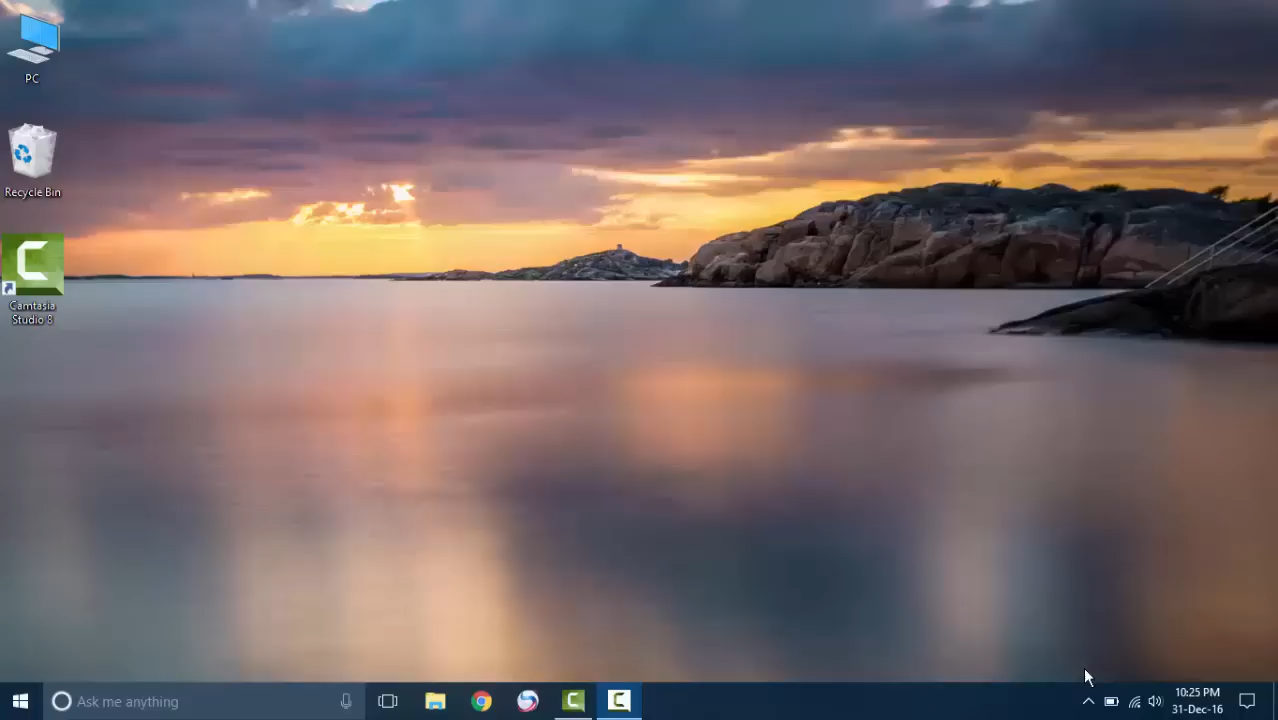 PC
Recycle Bin
Camtasia
Studio 8
Ask me anything
10:25 PM
31-Dec-16